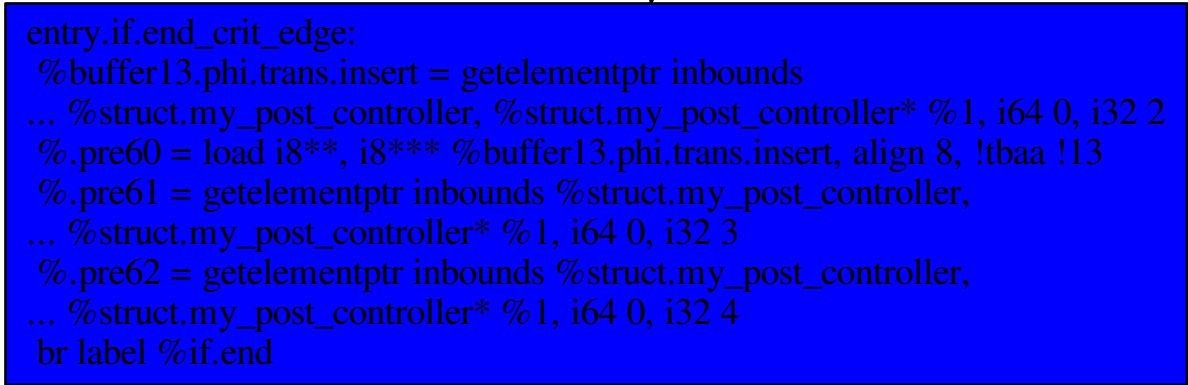 entry.if.end_crit_edge:
%buffer13.phi.trans.insert = getelementptr inbounds
... %struct.my_post_controller, %struct.my_post_controller* %1, i64 0, i32 2
%.pre60 = load i8**, i8*** %buffer13.phi.trans.insert, align 8, !tbaa !13
%.pre61 = getelementptr inbounds %struct.my_post_controller,
... %struct.my_post_controller* %1, i64 0, i32 3
%.pre62 = getelementptr inbounds %struct.my_post_controller,
... %struct.my_post_controller* %1, i64 0, i32 4
br label %if.end